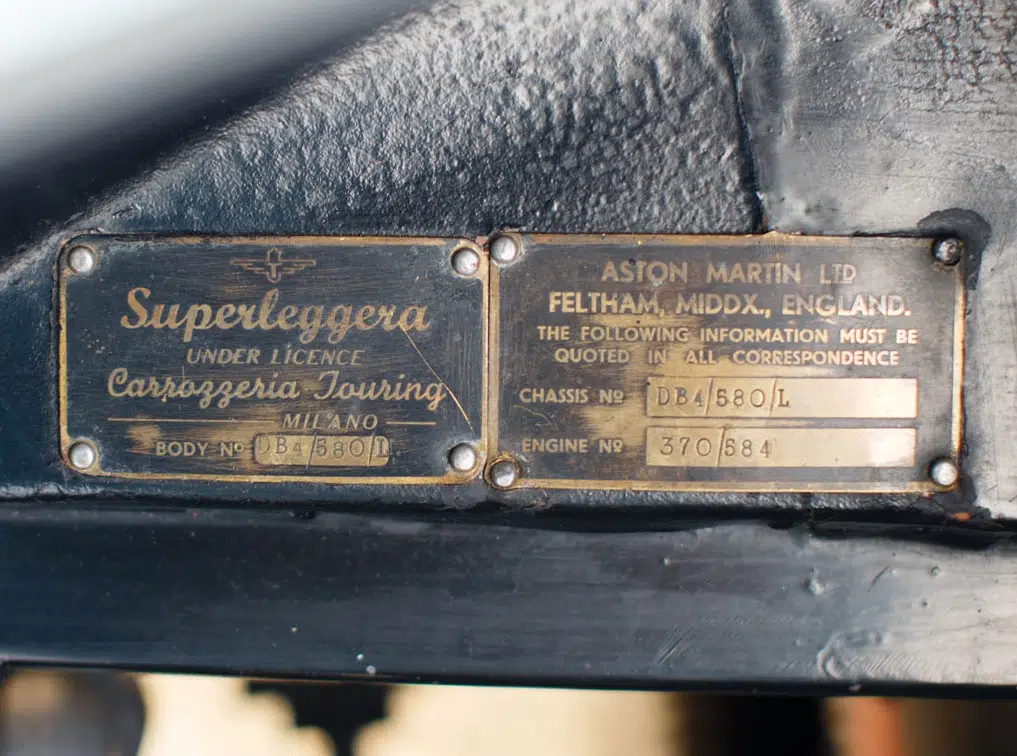 Superleggera
UNDER LICENCE
Carrozzeria Touring
MILANO
BODY Nº DB4/580/L
ASTON MARTIN LTD
FELTHAM, MIDDX., ENGLAND.
THE FOLLOWING INFORMATION MUST BE
QUOTED IN ALL CORRESPONDENCE
CHASSIS Nº DB4/580/L
ENGINE Nº 370/584